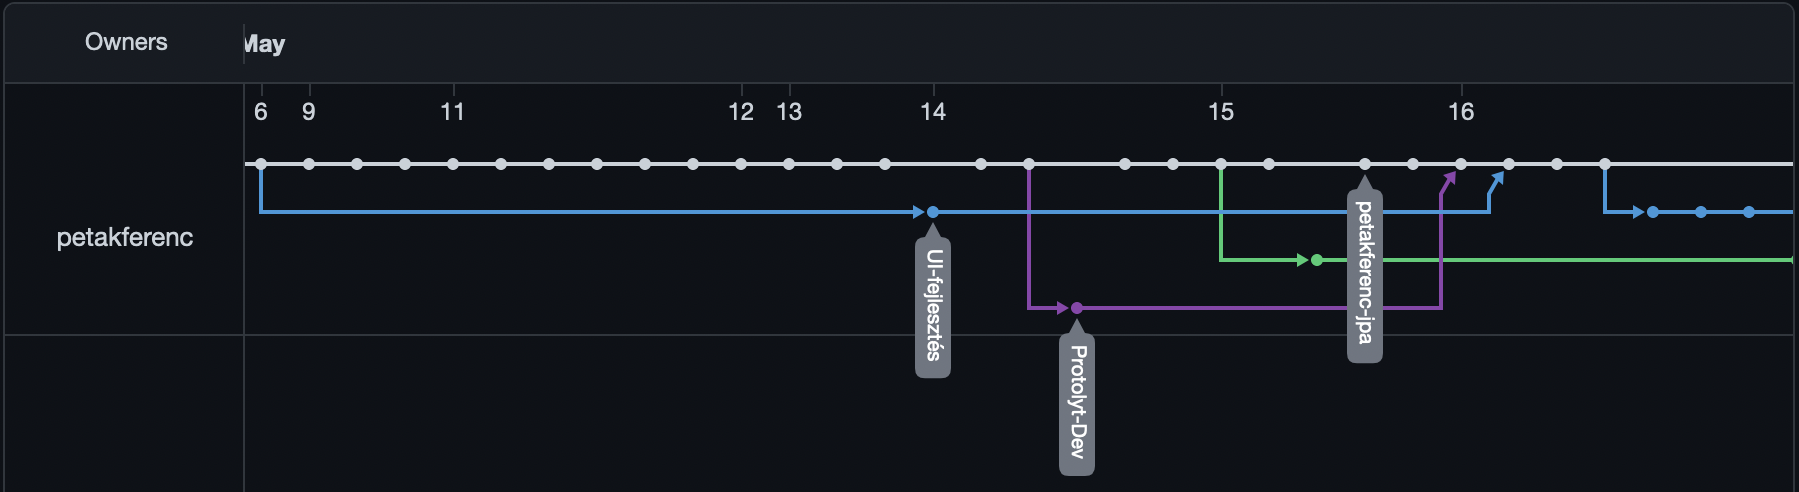 Owners
May
6 9 11 12 13 14 15 16
petakferenc
UI-fejlesztés
Protolyt-Dev
petakferenc-jpa